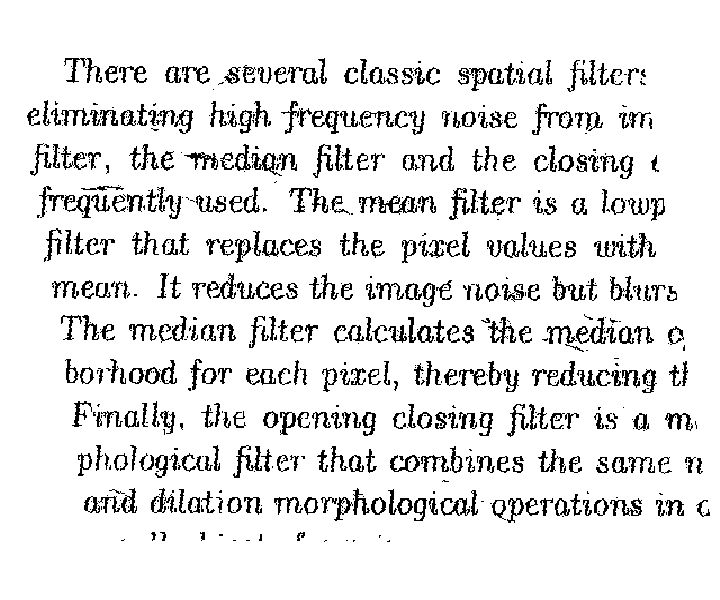 There are several classic spatial filters
eliminating high frequency noise from im
filter, the median filter and the closing
frequently used. The mean filter is a lowp
filter that replaces the pixel values with
mean. It reduces the image noise but blurs
The median filter calculates the median o
borhood for each pixel, thereby reducing th
Finally, the opening closing filter is a m
phological filter that combines the same n
and dilation morphological operations in